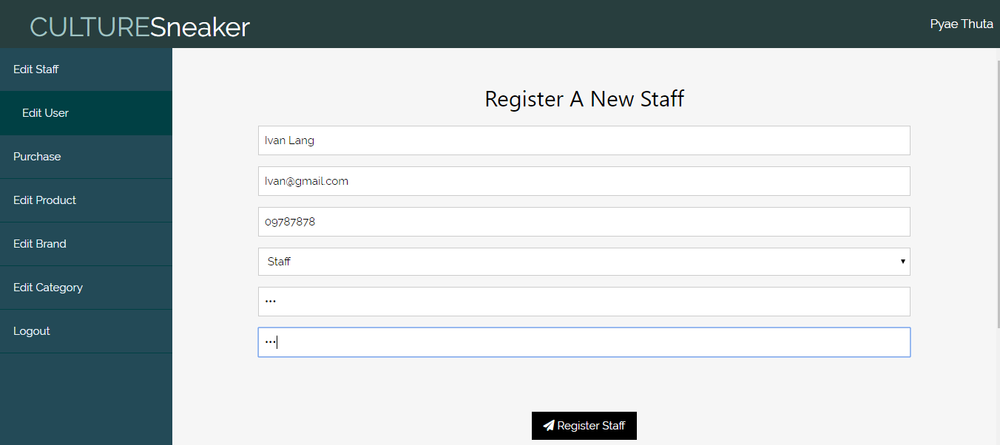 CULTURESneaker
Pyae Thuta
Edit Staff
Edit User
Purchase
Edit Product
Edit Brand
Edit Category
Logout
Register A New Staff
Ivan Lang
Ivan@gmail.com
09787878
Staff
•••
•••
Register Staff